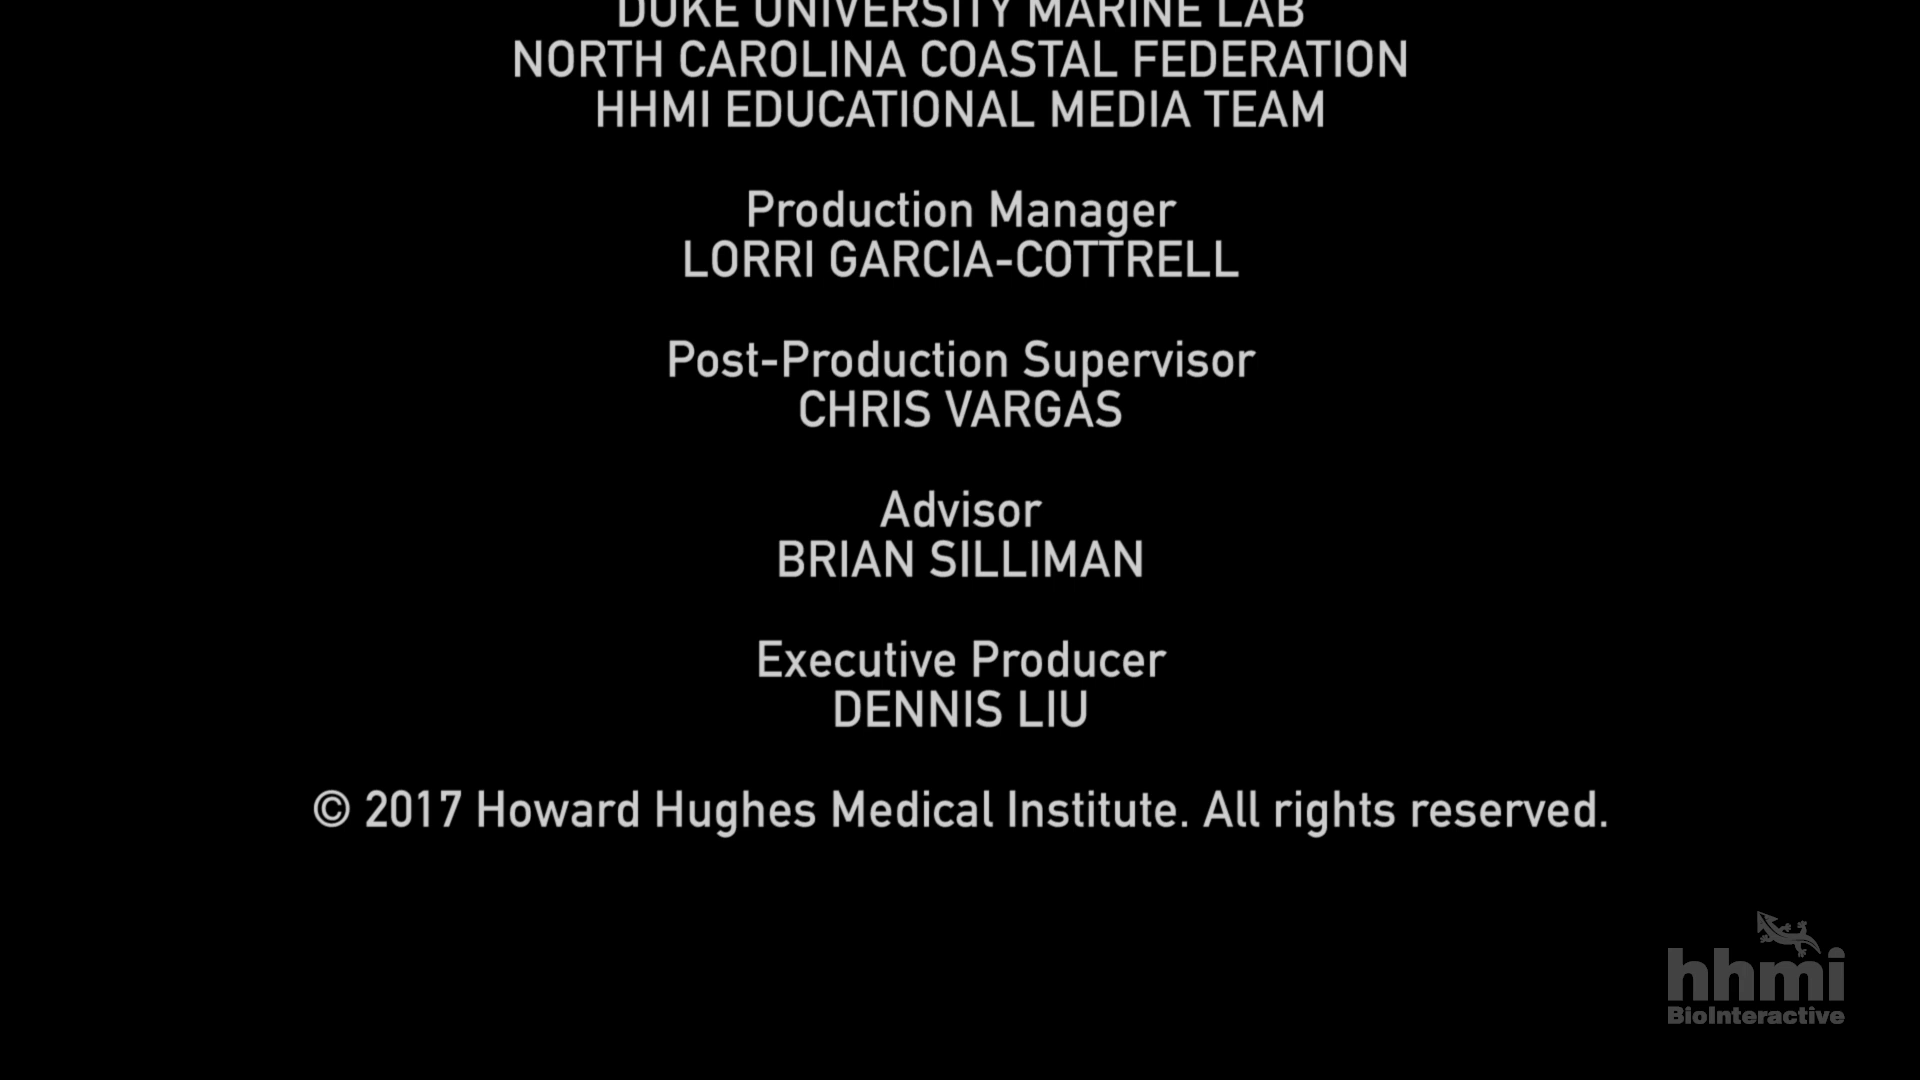 DUKE UNIVERSITY MARINE LAB
NORTH CAROLINA COASTAL FEDERATION
HHMI EDUCATIONAL MEDIA TEAM
Production Manager
LORRI GARCIA-COTTRELL
Post-Production Supervisor
CHRIS VARGAS
Advisor
BRIAN SILLIMAN
Executive Producer
DENNIS LIU
© 2017 Howard Hughes Medical Institute. All rights reserved.
hhmi
BioInteractive